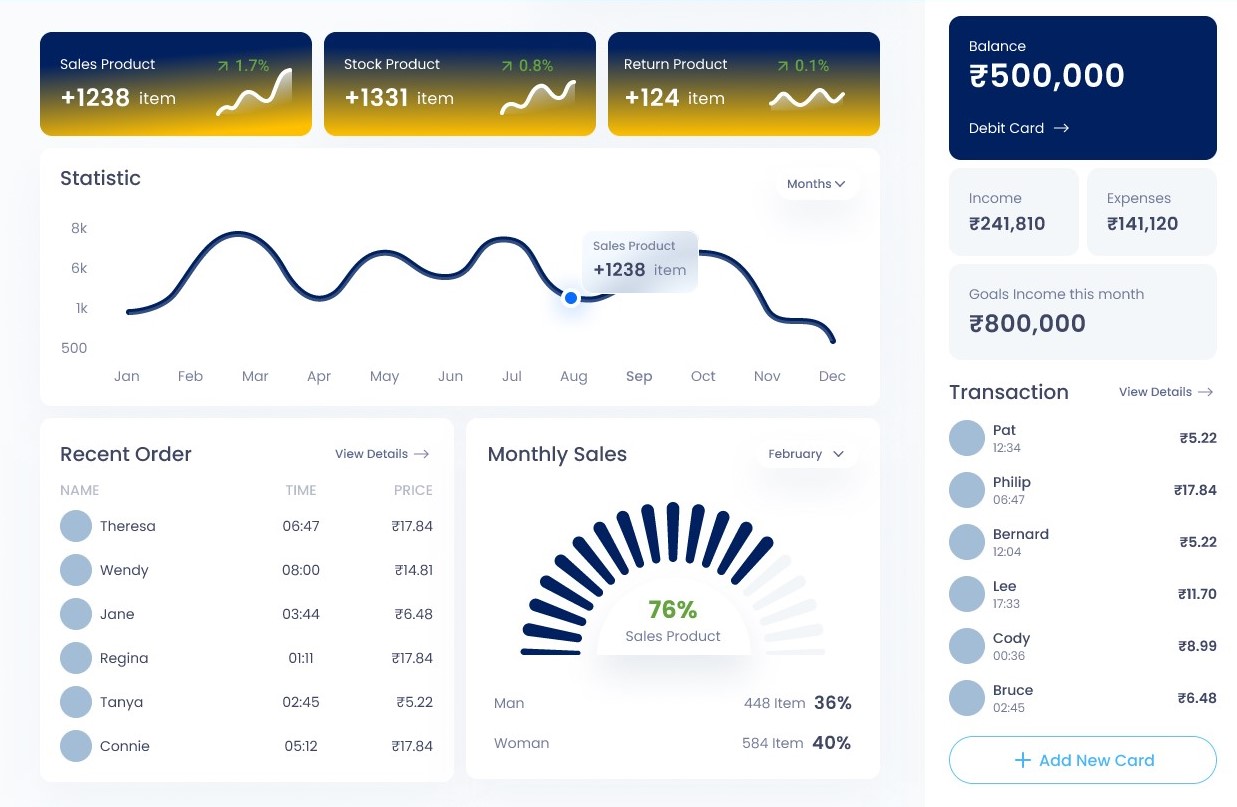 Sales Product
↗ 1.7%
+1238 item
Stock Product
↗ 0.8%
+1331 item
Return Product
↗ 0.1%
+124 item
Statistic
Months
8k
6k
1k
500
Sales Product
+1238 item
Jan Feb Mar Apr May Jun Jul Aug Sep Oct Nov Dec
Recent Order
View Details →
NAME TIME PRICE
Theresa 06:47 ₹17.84
Wendy 08:00 ₹14.81
Jane 03:44 ₹6.48
Regina 01:11 ₹17.84
Tanya 02:45 ₹5.22
Connie 05:12 ₹17.84
Monthly Sales
February
76%
Sales Product
Man 448 Item 36%
Woman 584 Item 40%
Balance
₹500,000
Debit Card →
Income
₹241,810
Expenses
₹141,120
Goals Income this month
₹800,000
Transaction
View Details →
Pat
12:34
₹5.22
Philip
06:47
₹17.84
Bernard
12:04
₹5.22
Lee
17:33
₹11.70
Cody
00:36
₹8.99
Bruce
02:45
₹6.48
+ Add New Card